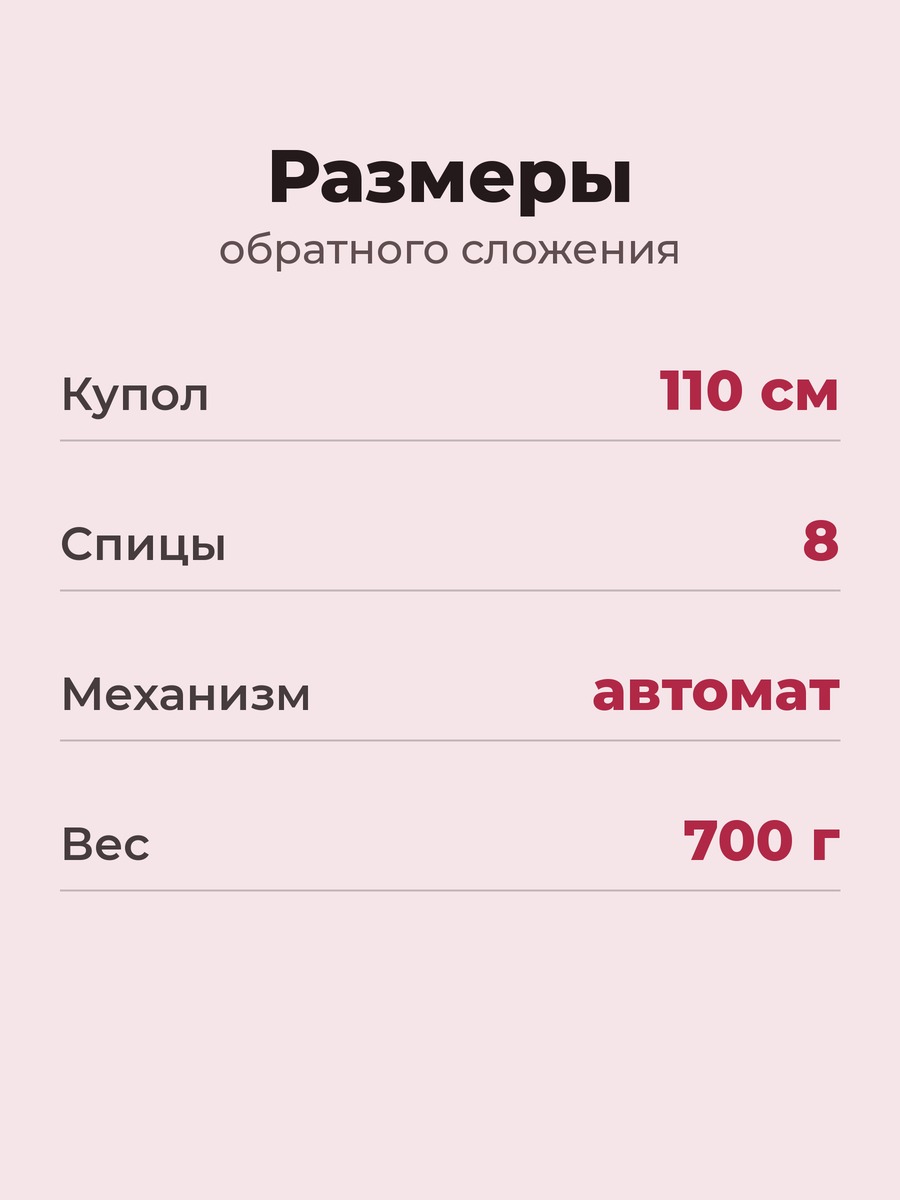 Размеры
обратного сложения
Купол 110 см
Спицы 8
Механизм автомат
Вес 700 г